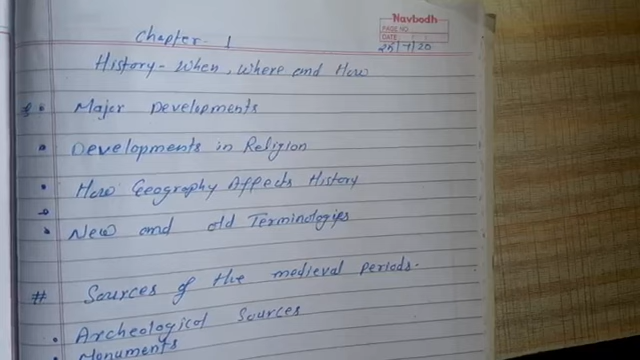 Navbodh
PAGE NO.
DATE
25/7/20
Chapter - 1
History - When, Where and How
Major Developments
Developments in Religion
How Geography Affects History
New and old Terminologies
# Sources of the medieval periods.
Archeological Sources
Monuments